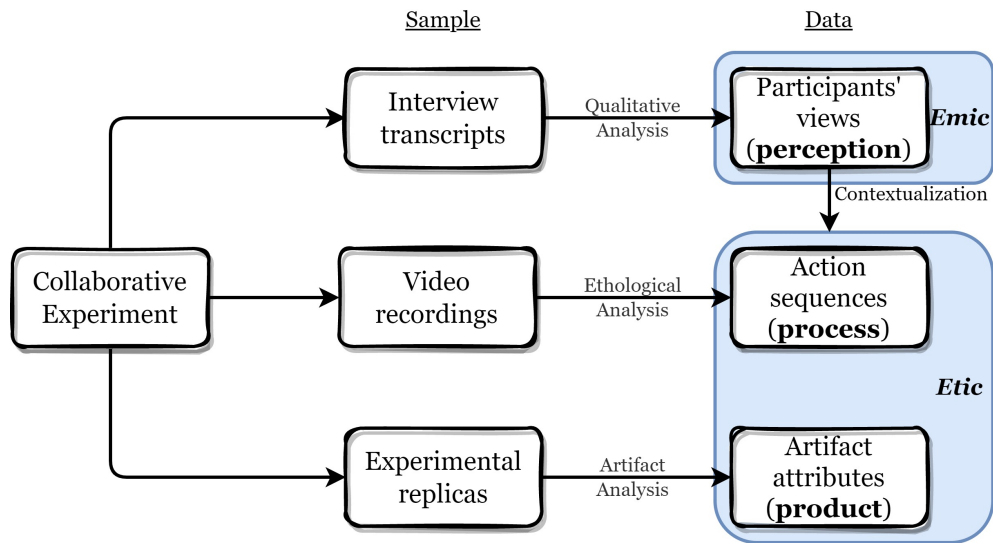 Sample
Data
Interview
transcripts
Qualitative
Analysis
Participants'
views
(perception)
Emic
Contextualization
Collaborative
Experiment
Video
recordings
Ethological
Analysis
Action
sequences
(process)
Etic
Experimental
replicas
Artifact
Analysis
Artifact
attributes
(product)